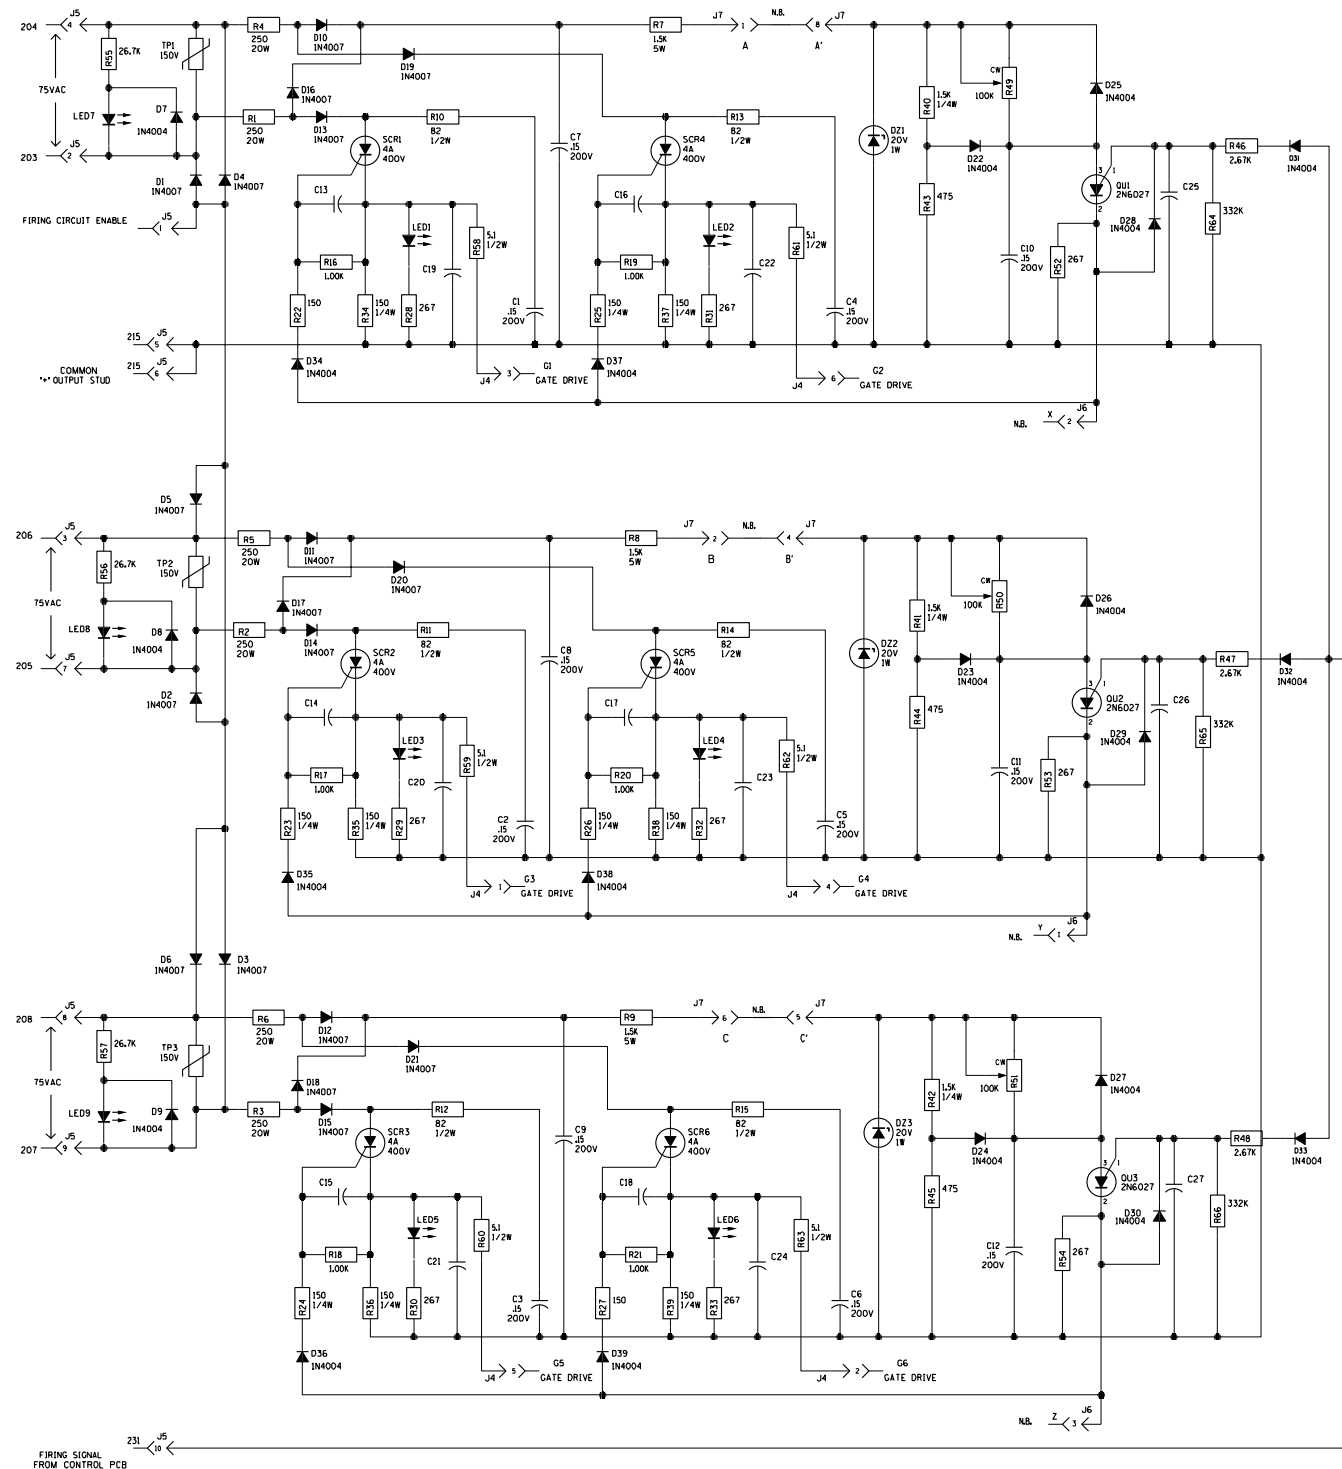 204
J5
4
R55
26.7K
TP1
150V
75VAC
LED7
D7
1N4004
203
J5
2
D1
1N4007
D4
1N4007
FIRING CIRCUIT ENABLE
J5
1
R4
250
20W
D10
1N4007
D19
1N4007
D16
1N4007
R1
250
20W
D13
1N4007
R10
82
1/2W
SCR1
4A
400V
C13
R16
1.00K
LED1
C19
R58
5.1
1/2W
R22
150
R34
150
1/4W
R28
267
C1
.15
200V
C7
.15
200V
R7
1.5K
5W
J7
1
A
N.B.
8
A'
J7
SCR4
4A
400V
R13
82
1/2W
C16
R19
1.00K
LED2
C22
R61
5.1
1/2W
R25
150
1/4W
R37
150
1/4W
R31
267
C4
.15
200V
DZ1
20V
1W
R40
1.5K
1/4W
CW
100K
R49
D25
1N4004
D22
1N4004
R43
475
QU1
2N6027
3
1
2
D28
1N4004
C25
R64
332K
R46
2.67K
D31
1N4004
C10
.15
200V
R52
267
215
J5
5
215
J5
6
COMMON
"+" OUTPUT STUD
D34
1N4004
J4
3
G1
GATE DRIVE
D37
1N4004
J4
6
G2
GATE DRIVE
N.B.
X
2
J6
D5
1N4007
206
J5
3
R56
26.7K
TP2
150V
75VAC
LED8
D8
1N4004
205
J5
7
D2
1N4007
R5
250
20W
D11
1N4007
D20
1N4007
D17
1N4007
R2
250
20W
D14
1N4007
R11
82
1/2W
SCR2
4A
400V
C14
R17
1.00K
LED3
C20
R59
5.1
1/2W
R23
150
1/4W
R35
150
1/4W
R29
267
C2
.15
200V
C8
.15
200V
R8
1.5K
5W
J7
2
B
N.B.
4
B'
J7
SCR5
4A
400V
R14
82
1/2W
C17
R20
1.00K
LED4
C23
R62
5.1
1/2W
R26
150
1/4W
R38
150
1/4W
R32
267
C5
.15
200V
DZ2
20V
1W
R41
1.5K
1/4W
CW
100K
R50
D26
1N4004
D23
1N4004
R44
475
QU2
2N6027
3
1
2
D29
1N4004
C26
R65
332K
R47
2.67K
D32
1N4004
C11
.15
200V
R53
267
D35
1N4004
J4
1
G3
GATE DRIVE
D38
1N4004
J4
4
G4
GATE DRIVE
N.B.
Y
1
J6
D6
1N4007
D3
1N4007
208
J5
8
R57
26.7K
TP3
150V
75VAC
LED9
D9
1N4004
207
J5
9
R6
250
20W
D12
1N4007
D21
1N4007
D18
1N4007
R3
250
20W
D15
1N4007
R12
82
1/2W
SCR3
4A
400V
C15
R18
1.00K
LED5
C21
R60
5.1
1/2W
R24
150
1/4W
R36
150
1/4W
R30
267
C3
.15
200V
C9
.15
200V
R9
1.5K
5W
J7
6
C
N.B.
5
C'
J7
SCR6
4A
400V
R15
82
1/2W
C18
R21
1.00K
LED6
C24
R63
5.1
1/2W
R27
150
R39
150
1/4W
R33
267
C6
.15
200V
DZ3
20V
1W
R42
1.5K
1/4W
CW
100K
R51
D27
1N4004
D24
1N4004
R45
475
QU3
2N6027
3
1
2
D30
1N4004
C27
R66
332K
R48
2.67K
D33
1N4004
C12
.15
200V
R54
267
D36
1N4004
J4
5
G5
GATE DRIVE
D39
1N4004
J4
2
G6
GATE DRIVE
N.B.
Z
3
J6
231
J5
10
FIRING SIGNAL
FROM CONTROL PCB